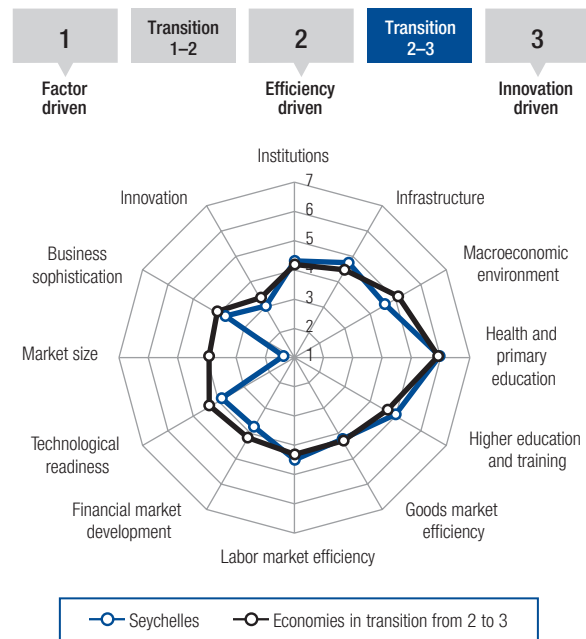 1
Transition
1–2
2
Transition
2–3
3
Factor
driven
Efficiency
driven
Innovation
driven
Institutions
Infrastructure
Macroeconomic
environment
Health and
primary
education
Higher education
and training
Goods market
efficiency
Labor market efficiency
Financial market
development
Technological
readiness
Market size
Business
sophistication
Innovation
7
6
5
4
3
2
1
Seychelles
Economies in transition from 2 to 3